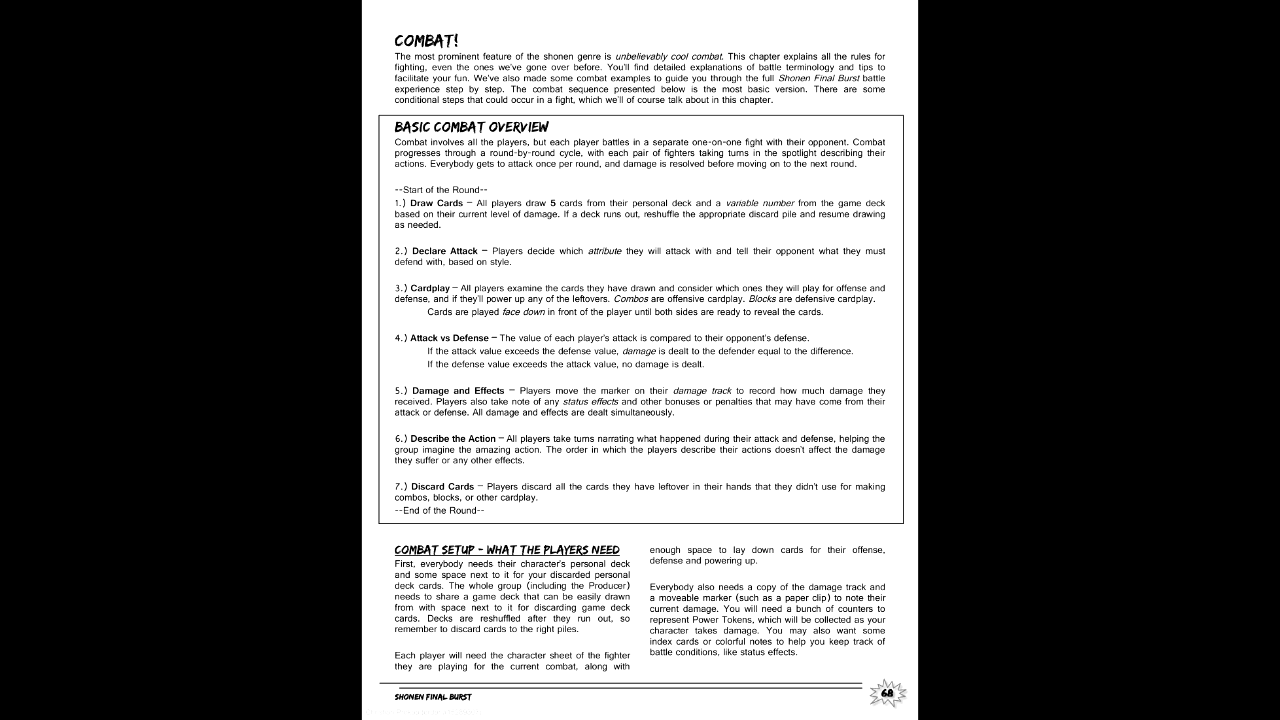 COMBAT!
The most prominent feature of the shonen genre is unbelievably cool combat. This chapter explains all the rules for
fighting, even the ones we've gone over before. You'll find detailed explanations of battle terminology and tips to
facilitate your fun. We've also made some combat examples to guide you through the full Shonen Final Burst battle
experience step by step. The combat sequence presented below is the most basic version. There are some
conditional steps that could occur in a fight, which we'll of course talk about in this chapter.
BASIC COMBAT OVERVIEW
Combat involves all the players, but each player battles in a separate one-on-one fight with their opponent. Combat
progresses through a round-by-round cycle, with each pair of fighters taking turns in the spotlight describing their
actions. Everybody gets to attack once per round, and damage is resolved before moving on to the next round.
--Start of the Round--
1.) Draw Cards – All players draw 5 cards from their personal deck and a variable number from the game deck
based on their current level of damage. If a deck runs out, reshuffle the appropriate discard pile and resume drawing
as needed.
2.) Declare Attack – Players decide which attribute they will attack with and tell their opponent what they must
defend with, based on style.
3.) Cardplay – All players examine the cards they have drawn and consider which ones they will play for offense and
defense, and if they'll power up any of the leftovers. Combos are offensive cardplay. Blocks are defensive cardplay.
Cards are played face down in front of the player until both sides are ready to reveal the cards.
4.) Attack vs Defense – The value of each player's attack is compared to their opponent's defense.
If the attack value exceeds the defense value, damage is dealt to the defender equal to the difference.
If the defense value exceeds the attack value, no damage is dealt.
5.) Damage and Effects – Players move the marker on their damage track to record how much damage they
received. Players also take note of any status effects and other bonuses or penalties that may have come from their
attack or defense. All damage and effects are dealt simultaneously.
6.) Describe the Action – All players take turns narrating what happened during their attack and defense, helping the
group imagine the amazing action. The order in which the players describe their actions doesn't affect the damage
they suffer or any other effects.
7.) Discard Cards – Players discard all the cards they have leftover in their hands that they didn't use for making
combos, blocks, or other cardplay.
--End of the Round--
COMBAT SETUP - WHAT THE PLAYERS NEED
First, everybody needs their character's personal deck
and some space next to it for your discarded personal
deck cards. The whole group (including the Producer)
needs to share a game deck that can be easily drawn
from with space next to it for discarding game deck
cards. Decks are reshuffled after they run out, so
remember to discard cards to the right piles.
Each player will need the character sheet of the fighter
they are playing for the current combat, along with
enough space to lay down cards for their offense,
defense and powering up.
Everybody also needs a copy of the damage track and
a moveable marker (such as a paper clip) to note their
current damage. You will need a bunch of counters to
represent Power Tokens, which will be collected as your
character takes damage. You may also want some
index cards or colorful notes to help you keep track of
battle conditions, like status effects.
SHONEN FINAL BURST
68